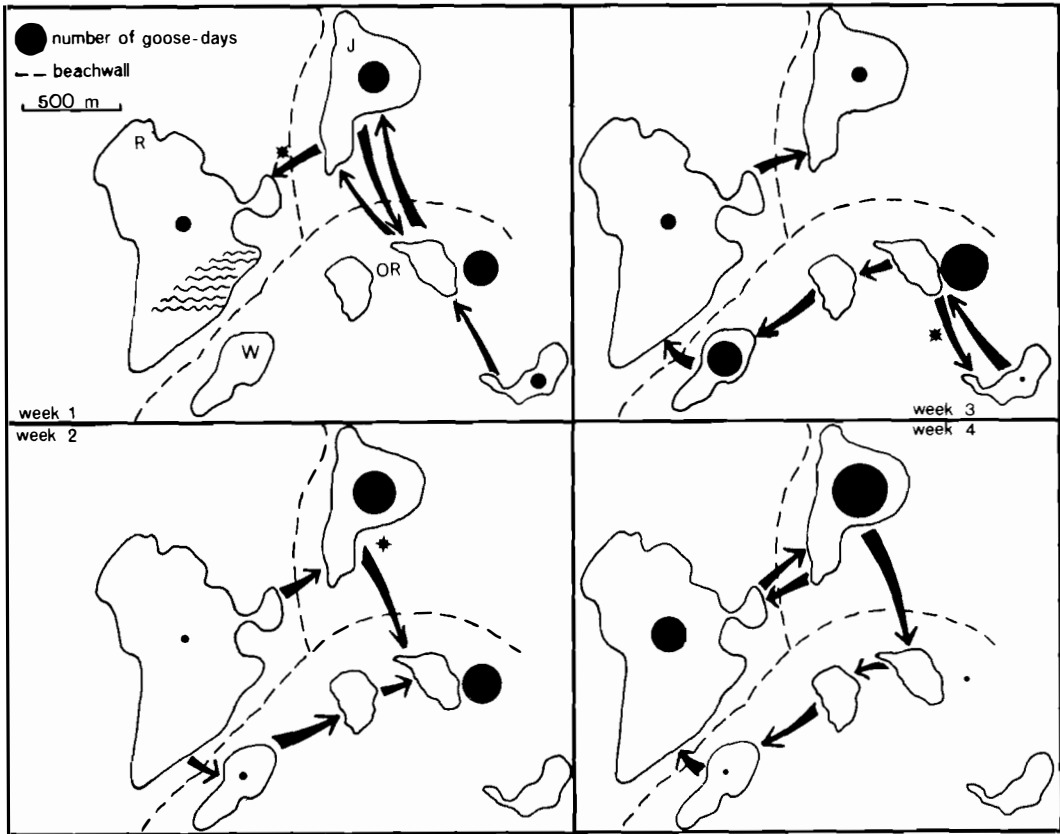 number of goose-days
beachwall
500 m
J
R
OR
W
week 1
week 3
week 2
week 4